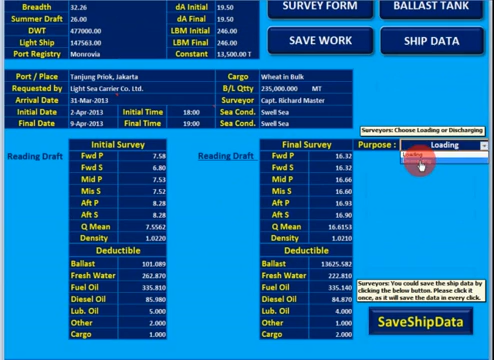 Breadth 32.26 dA Initial 19.50 SURVEY FORM BALLAST TANK
Summer Draft 26.00 dA Final 19.50
DWT 477000.00 LBM Initial 246.00
Light Ship 147563.00 LBM Final 246.00 SAVE WORK SHIP DATA
Port Registry Monrovia Constant 13,500.00 T
Port / Place Tanjung Priok, Jakarta Cargo Wheat in Bulk
Requested by Light Sea Carrier Co. Ltd. B/L Qtty 235,000.000 MT
Arrival Date 31-Mar-2013 Surveyor Capt. Richard Master
Initial Date 2-Apr-2013 Initial Time 18:00 Sea Cond. Swell Sea
Final Date 9-Apr-2013 Final Time 19:00 Sea Cond. Swell Sea
Surveyors: Choose Loading or Discharging
Initial Survey Final Survey Purpose : Loading
Loading
Reading Draft Fwd P 7.58 Reading Draft Fwd P 16.32
Fwd S 6.80 Fwd S 16.32
Mid P 7.53 Mid P 16.66
Mis S 7.52 Mis S 16.60
Aft P 8.28 Aft P 16.93
Aft S 8.28 Aft S 16.90
Q Mean 7.5562 Q Mean 16.6153
Density 1.0220 Density 1.0210
Deductible Deductible
Ballast 101.089 Ballast 13625.582
Fresh Water 262.870 Fresh Water 222.810
Fuel Oil 335.810 Fuel Oil 335.140
Diesel Oil 85.980 Diesel Oil 84.870
Lub. Oil 5.000 Lub. Oil 4.000
Other 2.000 Other 2.000
Cargo 1.000 Cargo 1.000
Surveyors: You could save the ship data by
clicking the below button. Please click it
once, as it will save the data in every click.
SaveShipData